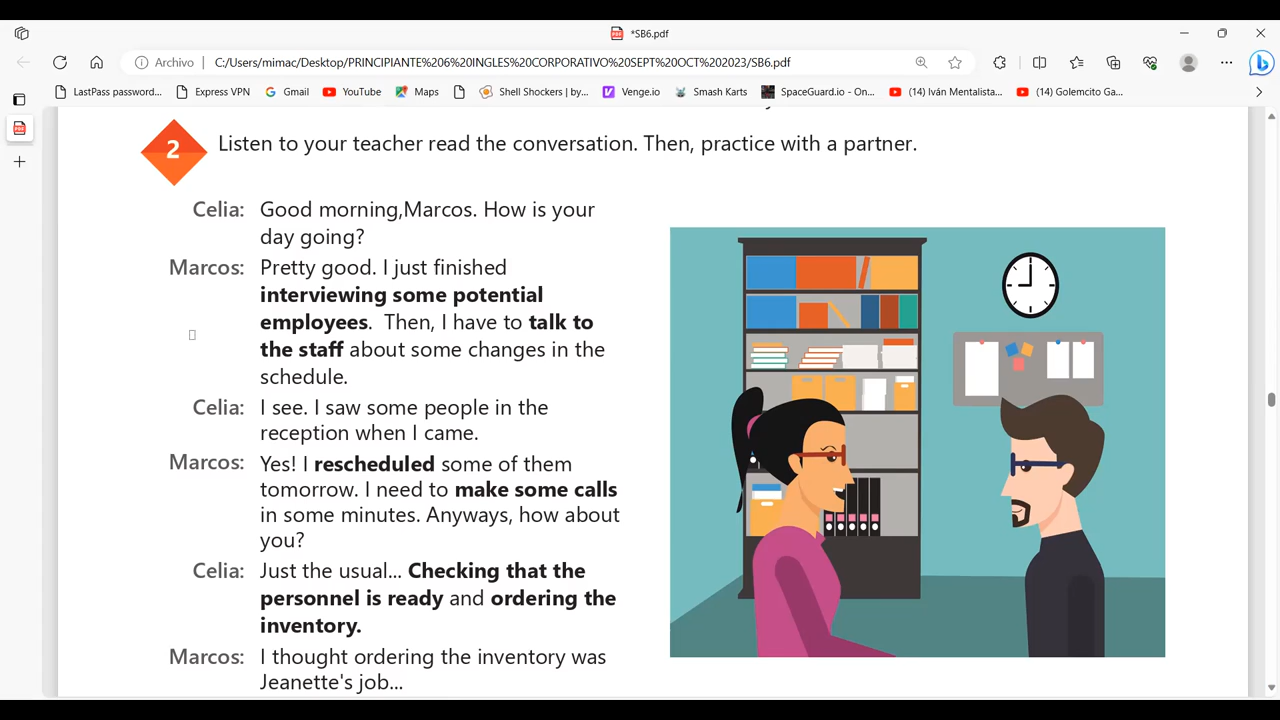 *SB6.pdf
Archivo
C:/Users/mimac/Desktop/PRINCIPIANTE%206%20INGLES%20CORPORATIVO%20SEPT%20OCT%202023/SB6.pdf
LastPass password...
Express VPN
Gmail
YouTube
Maps
Shell Shockers | by...
Venge.io
Smash Karts
SpaceGuard.io - On...
(14) Iván Mentalista...
(14) Golemcito Ga...
2
Listen to your teacher read the conversation. Then, practice with a partner.
Celia: Good morning,Marcos. How is your
day going?
Marcos: Pretty good. I just finished
interviewing some potential
employees. Then, I have to talk to
the staff about some changes in the
schedule.
Celia: I see. I saw some people in the
reception when I came.
Marcos: Yes! I rescheduled some of them
tomorrow. I need to make some calls
in some minutes. Anyways, how about
you?
Celia: Just the usual... Checking that the
personnel is ready and ordering the
inventory.
Marcos: I thought ordering the inventory was
Jeanette's job...